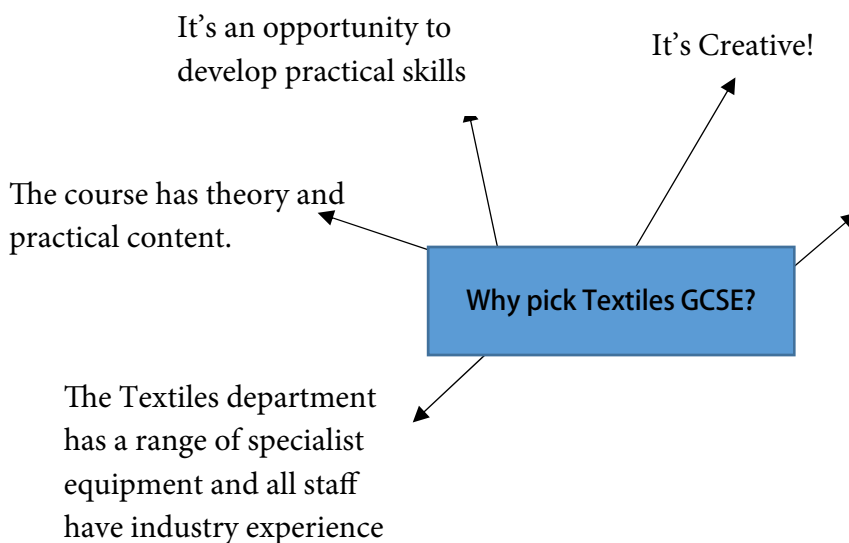 It’s an opportunity to
develop practical skills
It’s Creative!
The course has theory and
practical content.
Why pick Textiles GCSE?
The Textiles department
has a range of specialist
equipment and all staff
have industry experience